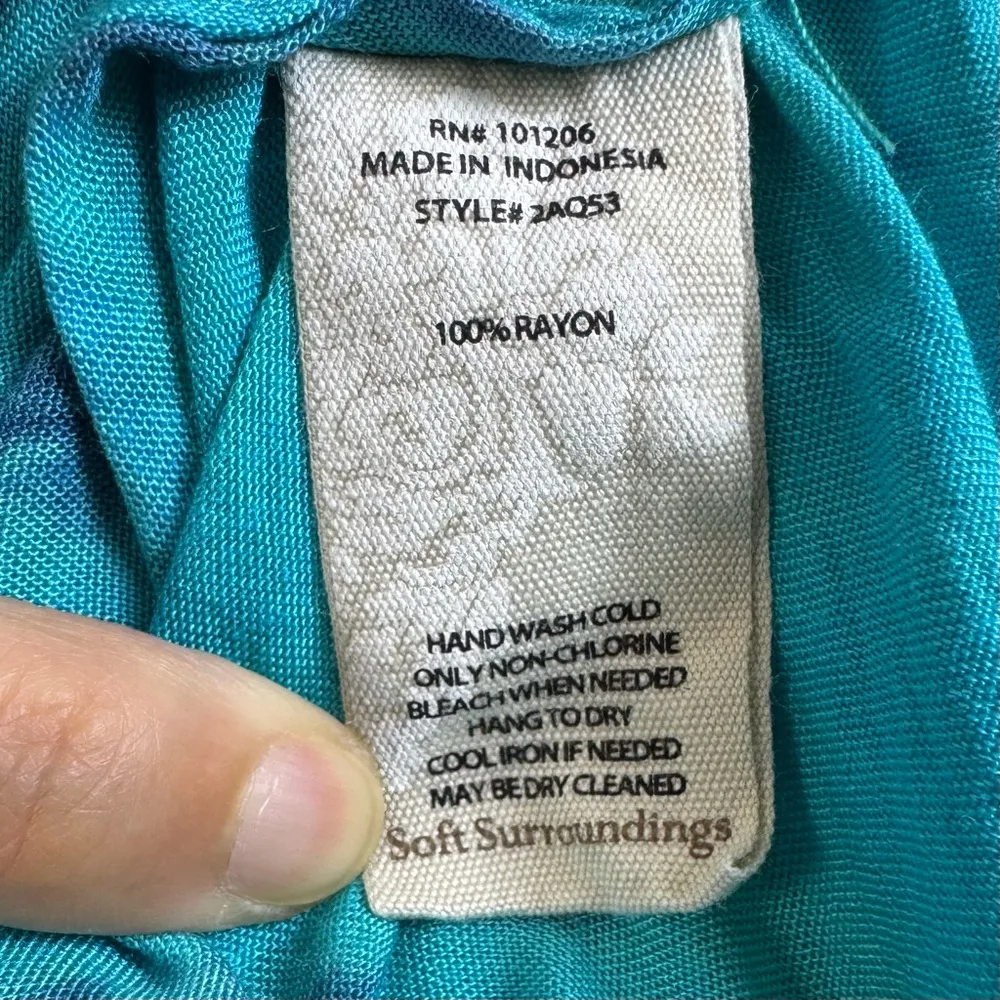 RN# 101206
MADE IN INDONESIA
STYLE# 2AQ53
100% RAYON
HAND WASH COLD
ONLY NON-CHLORINE
BLEACH WHEN NEEDED
HANG TO DRY
COOL IRON IF NEEDED
MAY BE DRY CLEANED
Soft Surroundings